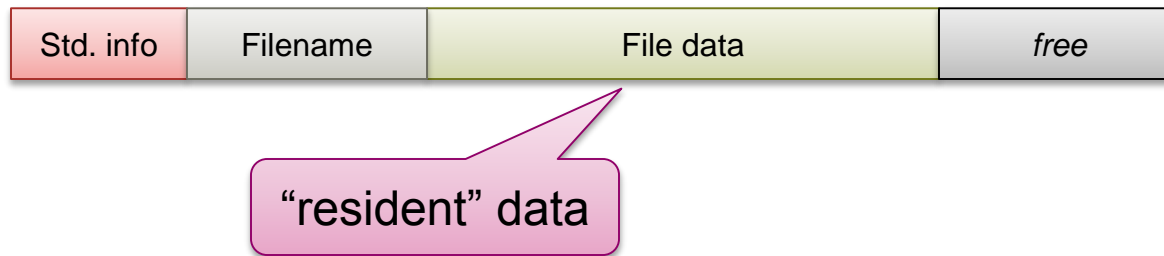 Std. info
Filename
File data
free
“resident” data